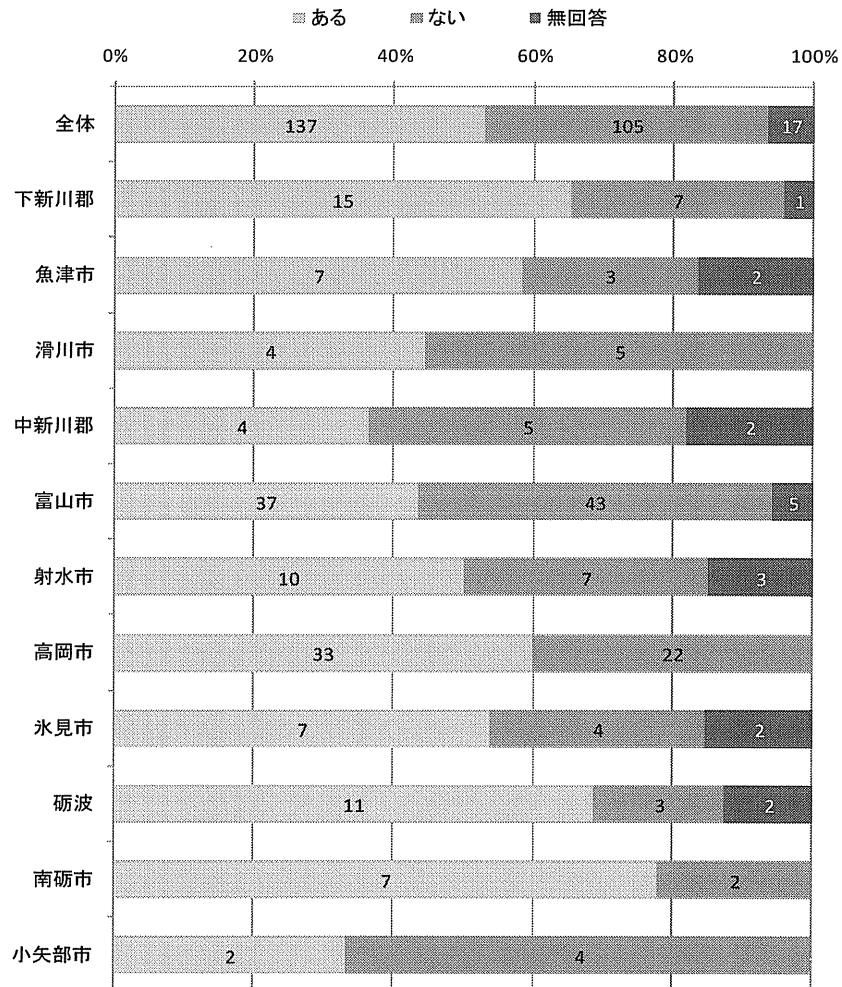 ある ない 無回答
0% 20% 40% 60% 80% 100%
全体 137 105 17
下新川郡 15 7 1
魚津市 7 3 2
滑川市 4 5
中新川郡 4 5 2
富山市 37 43 5
射水市 10 7 3
高岡市 33 22
氷見市 7 4 2
砺波 11 3 2
南砺市 7 2
小矢部市 2 4